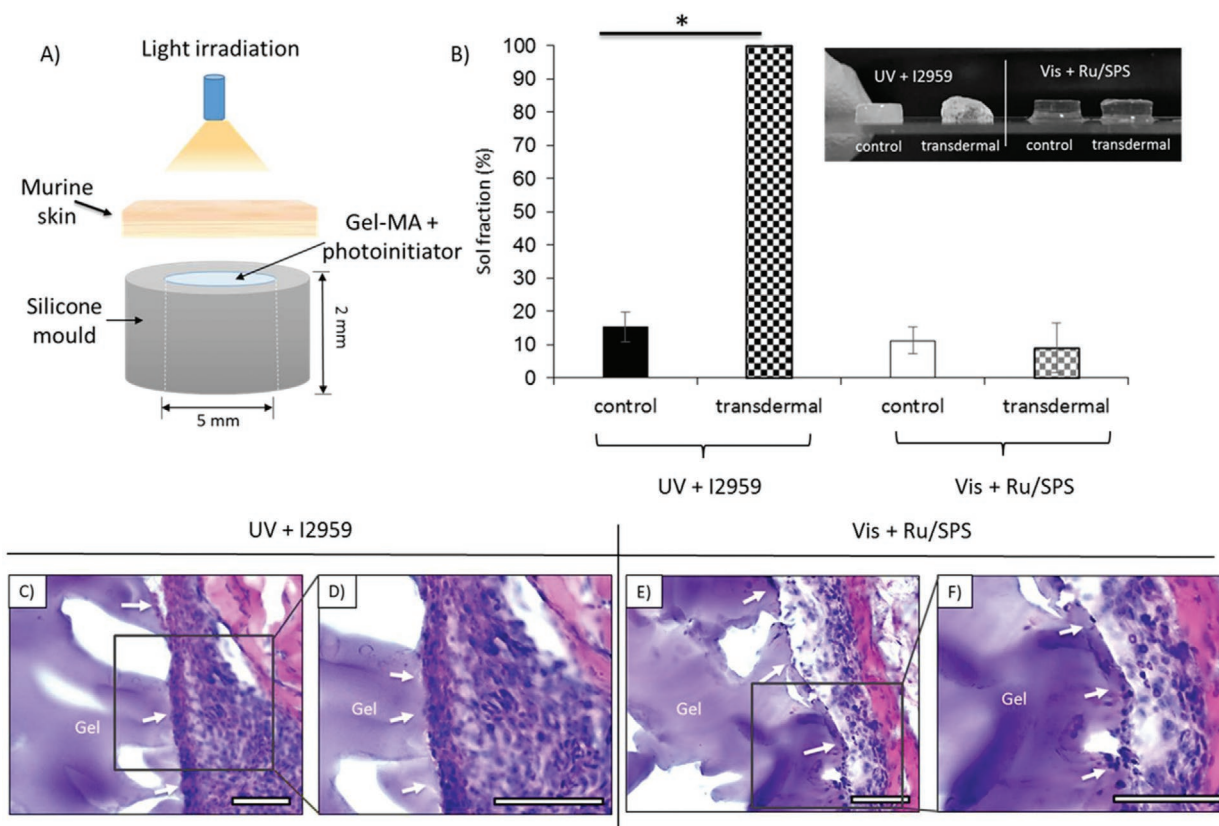 A)
Light irradiation
Murine
skin
Gel-MA +
photoinitiator
Silicone
mould
2 mm
5 mm
B)
*
Sol fraction (%)
100
90
80
70
60
50
40
30
20
10
0
control
transdermal
control
transdermal
UV + I2959
Vis + Ru/SPS
UV + I2959
Vis + Ru/SPS
control
transdermal
control
transdermal
UV + I2959
Vis + Ru/SPS
C)
Gel
D)
Gel
E)
Gel
F)
Gel